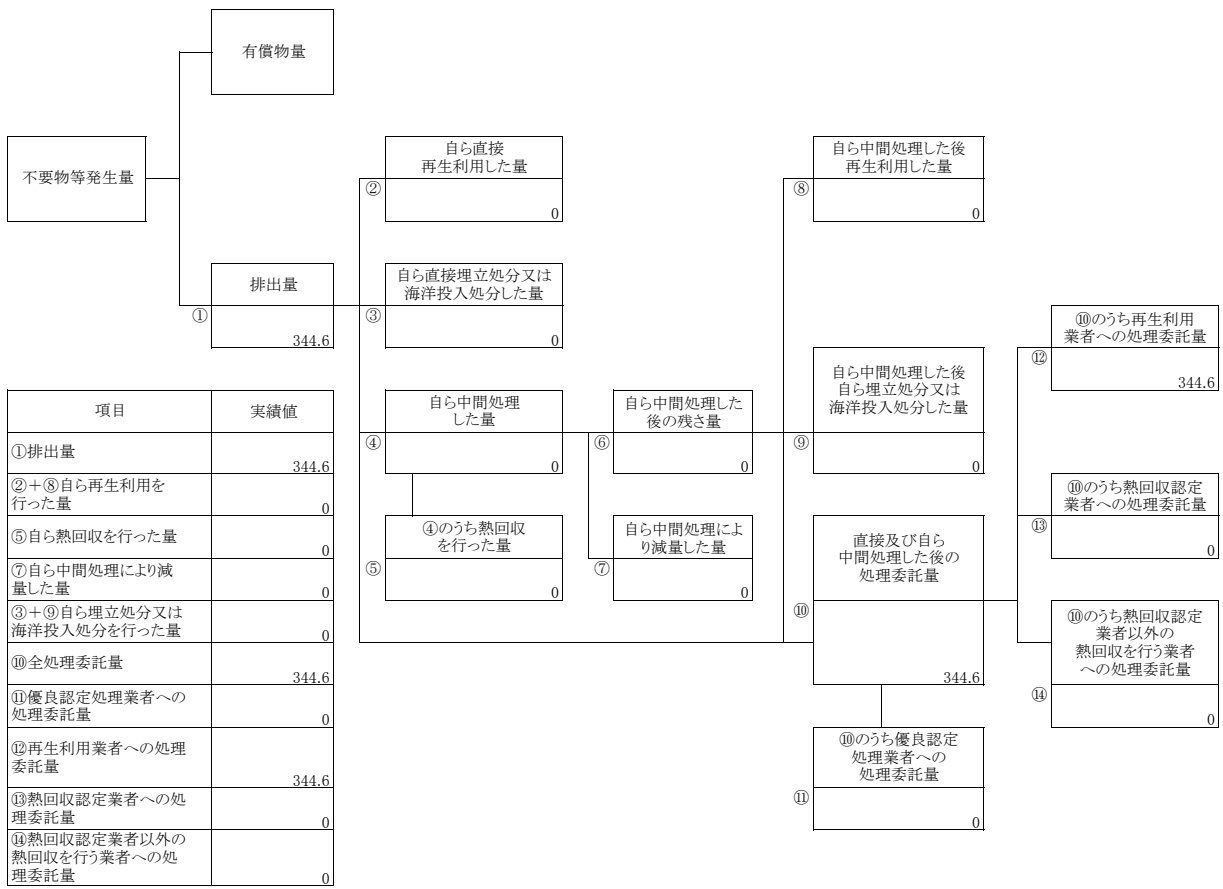 有償物量
不要物等発生量
排出量
①
344.6
自ら直接
再生利用した量
②
0
自ら直接埋立処分又は
海洋投入処分した量
③
0
自ら中間処理
した量
④
0
④のうち熱回収
を行った量
⑤
0
自ら中間処理した
後の残さ量
⑥
0
自ら中間処理によ
り減量した量
⑦
0
自ら中間処理した後
再生利用した量
⑧
0
自ら中間処理した後
自ら埋立処分又は
海洋投入処分した量
⑨
0
直接及び自ら
中間処理した後の
処理委託量
⑩
344.6
⑩のうち優良認定
処理業者への
処理委託量
⑪
0
⑩のうち再生利用
業者への処理委託量
⑫
344.6
⑩のうち熱回収認定
業者への処理委託量
⑬
0
⑩のうち熱回収認定
業者以外の
熱回収を行う業者
への処理委託量
⑭
0
項目 実績値
①排出量
344.6
②+⑧自ら再生利用を
行った量
0
⑤自ら熱回収を行った量
0
⑦自ら中間処理により減
量した量
0
③+⑨自ら埋立処分又は
海洋投入処分を行った量
0
⑩全処理委託量
344.6
⑪優良認定処理業者への
処理委託量
0
⑫再生利用業者への処理
委託量
344.6
⑬熱回収認定業者への処
理委託量
0
⑭熱回収認定業者以外の
熱回収を行う業者への処
理委託量
0